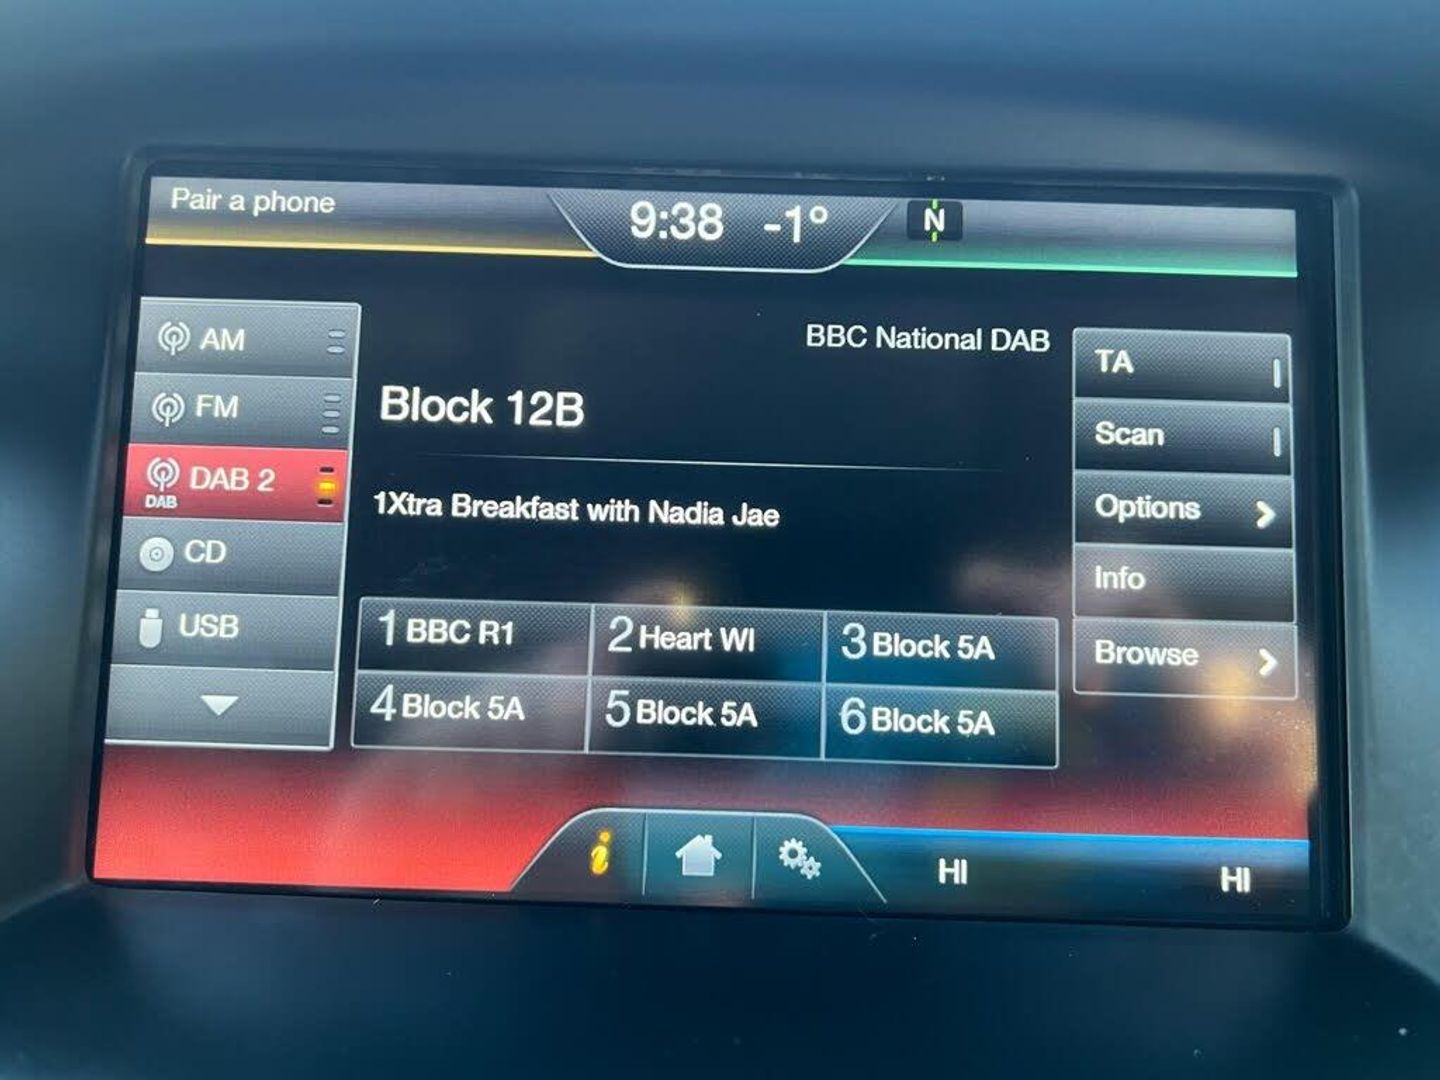 Pair a phone
9:38 -1°
N
AM
FM
DAB 2
DAB
CD
USB
BBC National DAB
Block 12B
1Xtra Breakfast with Nadia Jae
1 BBC R1
2 Heart WI
3 Block 5A
4 Block 5A
5 Block 5A
6 Block 5A
TA
Scan
Options
Info
Browse
i
HI
HI